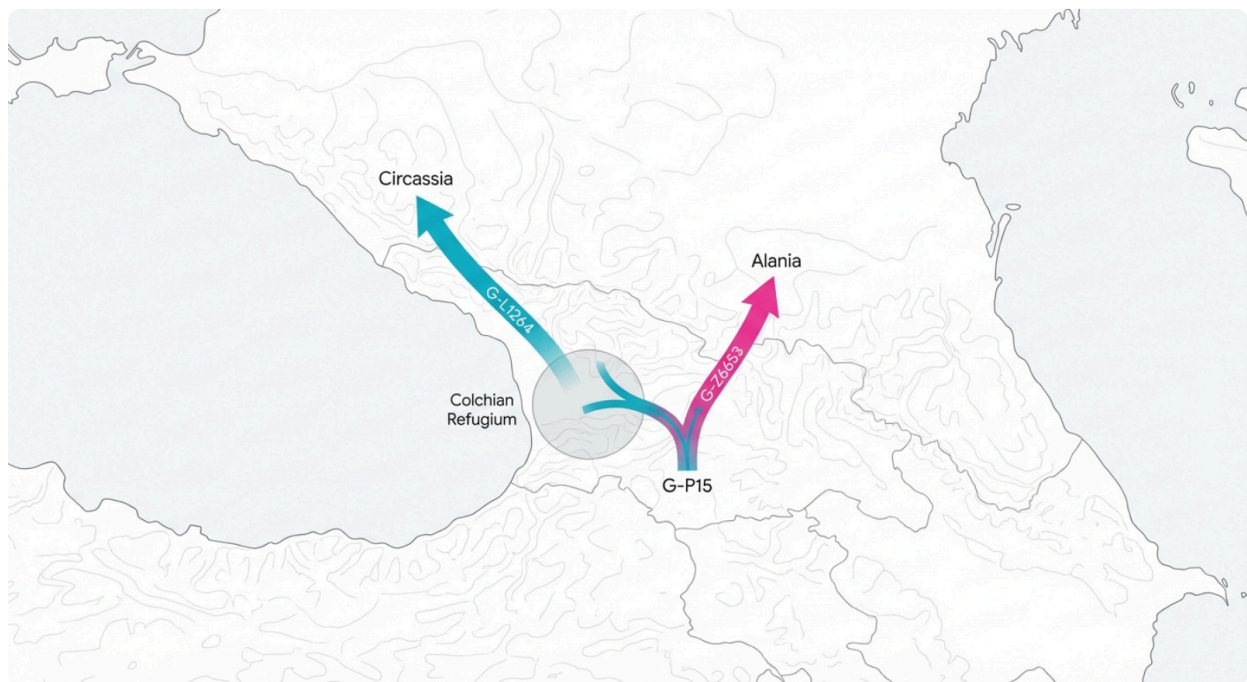 Circassia
Alania
G-L1264
G-Z6653
Colchian
Refugium
G-P15